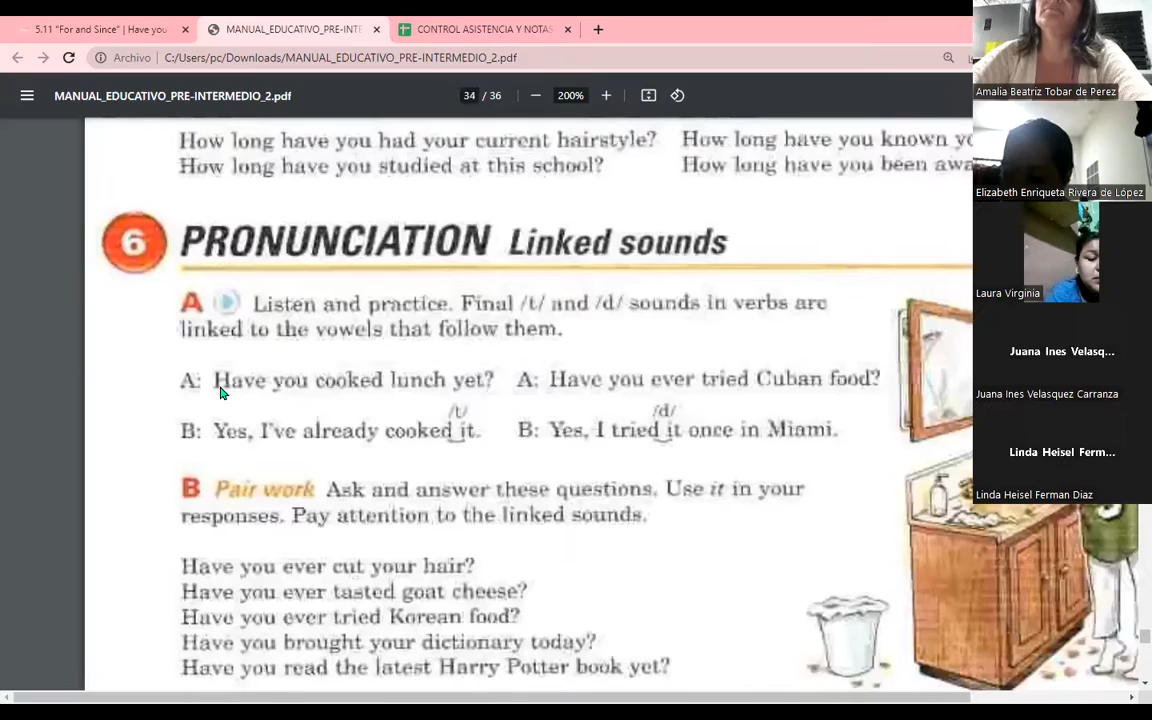 5.11 "For and Since" | Have you
MANUAL_EDUCATIVO_PRE-INTE
CONTROL ASISTENCIA Y NOTAS
Archivo | C:/Users/pc/Downloads/MANUAL_EDUCATIVO_PRE-INTERMEDIO_2.pdf
MANUAL_EDUCATIVO_PRE-INTERMEDIO_2.pdf
34 / 36
200%
How long have you had your current hairstyle? How long have you known yo
How long have you studied at this school? How long have you been awa
6 PRONUNCIATION Linked sounds
A Listen and practice. Final /t/ and /d/ sounds in verbs are
linked to the vowels that follow them.
A: Have you cooked lunch yet? A: Have you ever tried Cuban food?
/t/ /d/
B: Yes, I've already cooked it. B: Yes, I tried it once in Miami.
B Pair work Ask and answer these questions. Use it in your
responses. Pay attention to the linked sounds.
Have you ever cut your hair?
Have you ever tasted goat cheese?
Have you ever tried Korean food?
Have you brought your dictionary today?
Have you read the latest Harry Potter book yet?
Amalia Beatriz Tobar de Perez
Elizabeth Enriqueta Rivera de López
Laura Virginia
Juana Ines Velasq...
Juana Ines Velasquez Carranza
Linda Heisel Ferm...
Linda Heisel Ferman Diaz